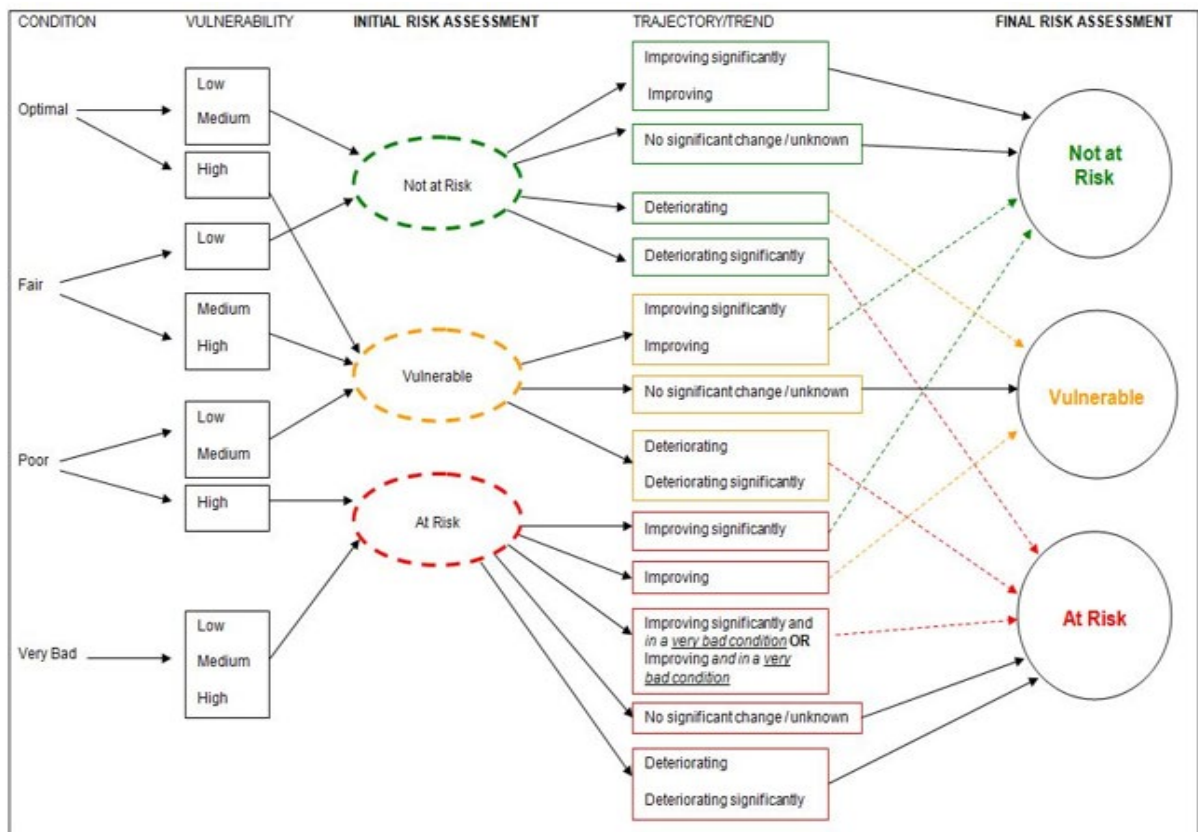 CONDITION
VULNERABILITY
INITIAL RISK ASSESSMENT
TRAJECTORY/TREND
FINAL RISK ASSESSMENT
Optimal
Fair
Poor
Very Bad
Low
Medium
High
Low
Medium
High
Low
Medium
High
Low
Medium
High
Not at Risk
Vulnerable
At Risk
Improving significantly
Improving
No significant change / unknown
Deteriorating
Deteriorating significantly
Improving significantly
Improving
No significant change / unknown
Deteriorating
Deteriorating significantly
Improving significantly
Improving
Improving significantly and
in a very bad condition OR
Improving and in a very
bad condition
No significant change / unknown
Deteriorating
Deteriorating significantly
Not at
Risk
Vulnerable
At Risk